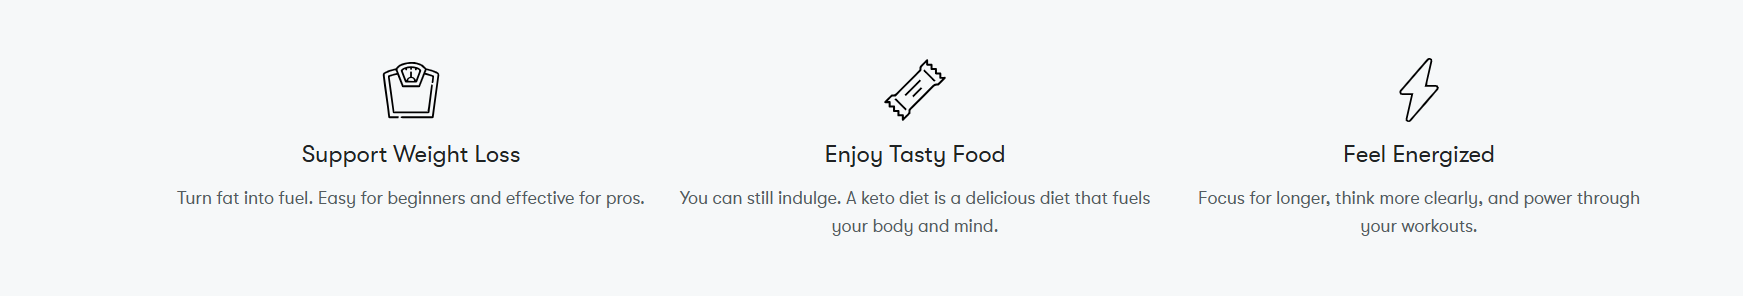 Support Weight Loss
Turn fat into fuel. Easy for beginners and effective for pros.
Enjoy Tasty Food
You can still indulge. A keto diet is a delicious diet that fuels
your body and mind.
Feel Energized
Focus for longer, think more clearly, and power through
your workouts.